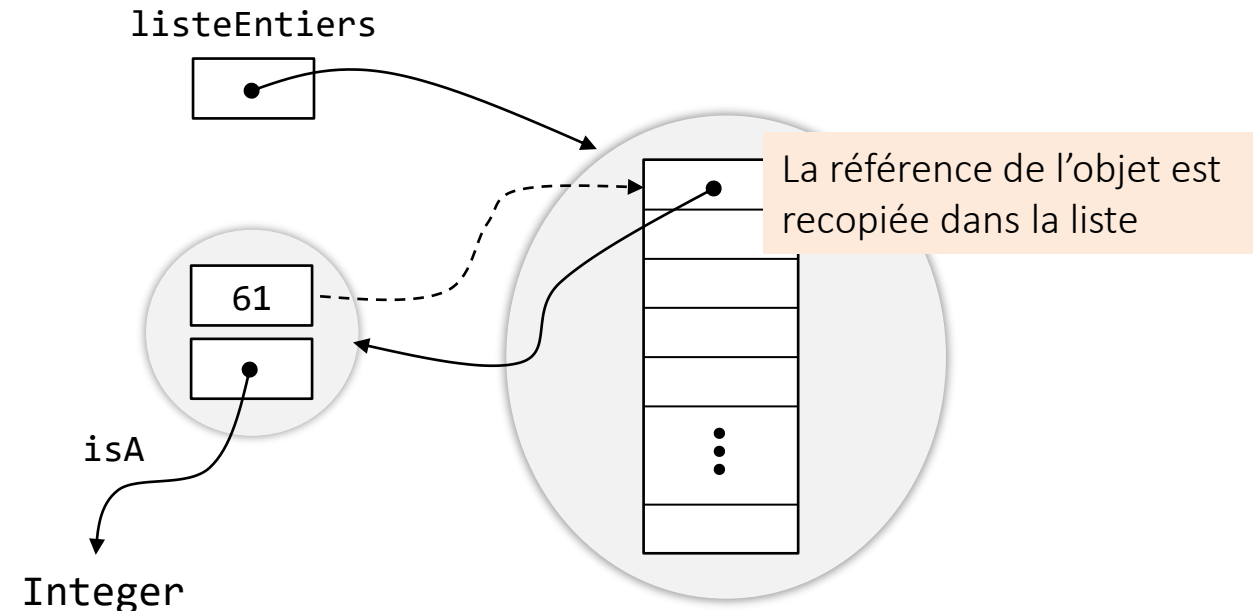 listeEntiers
La référence de l’objet est
recopiée dans la liste
61
isA
Integer